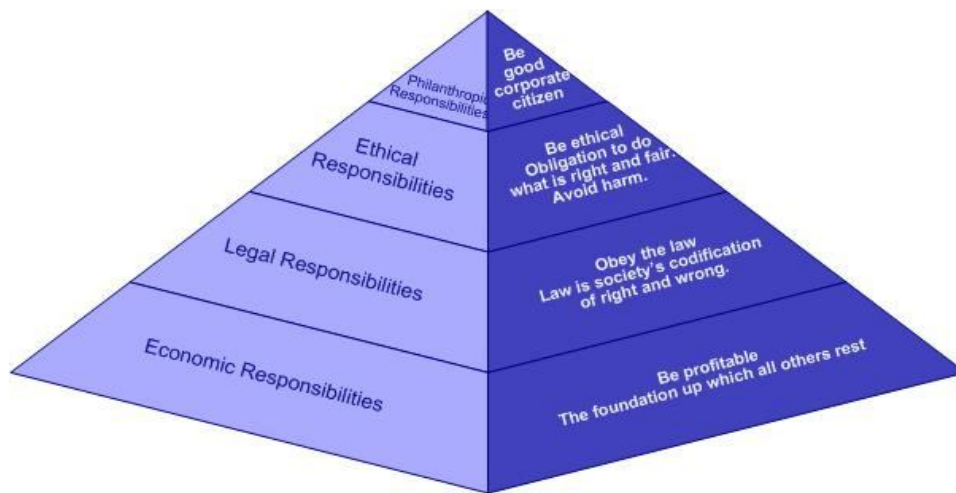 Philanthropic
Responsibilities
Be
good
corporate
citizen
Ethical
Responsibilities
Be ethical
Obligation to do
what is right and fair.
Avoid harm.
Legal Responsibilities
Obey the law
Law is society's codification
of right and wrong.
Economic Responsibilities
Be profitable
The foundation up which all others rest